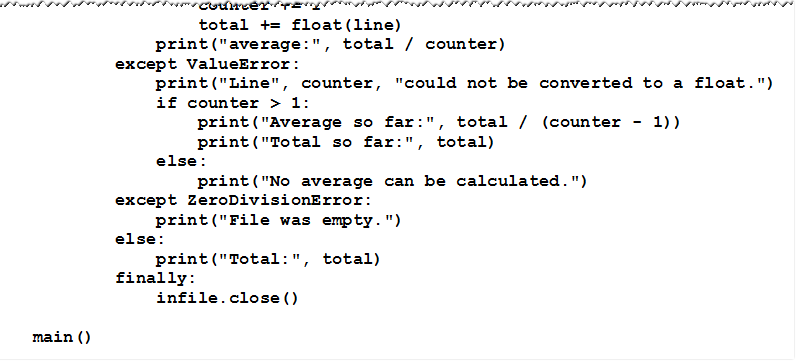 counter += 1
total += float(line)
print("average:", total / counter)
except ValueError:
print("Line", counter, "could not be converted to a float.")
if counter > 1:
print("Average so far:", total / (counter - 1))
print("Total so far:", total)
else:
print("No average can be calculated.")
except ZeroDivisionError:
print("File was empty.")
else:
print("Total:", total)
finally:
infile.close()
main()